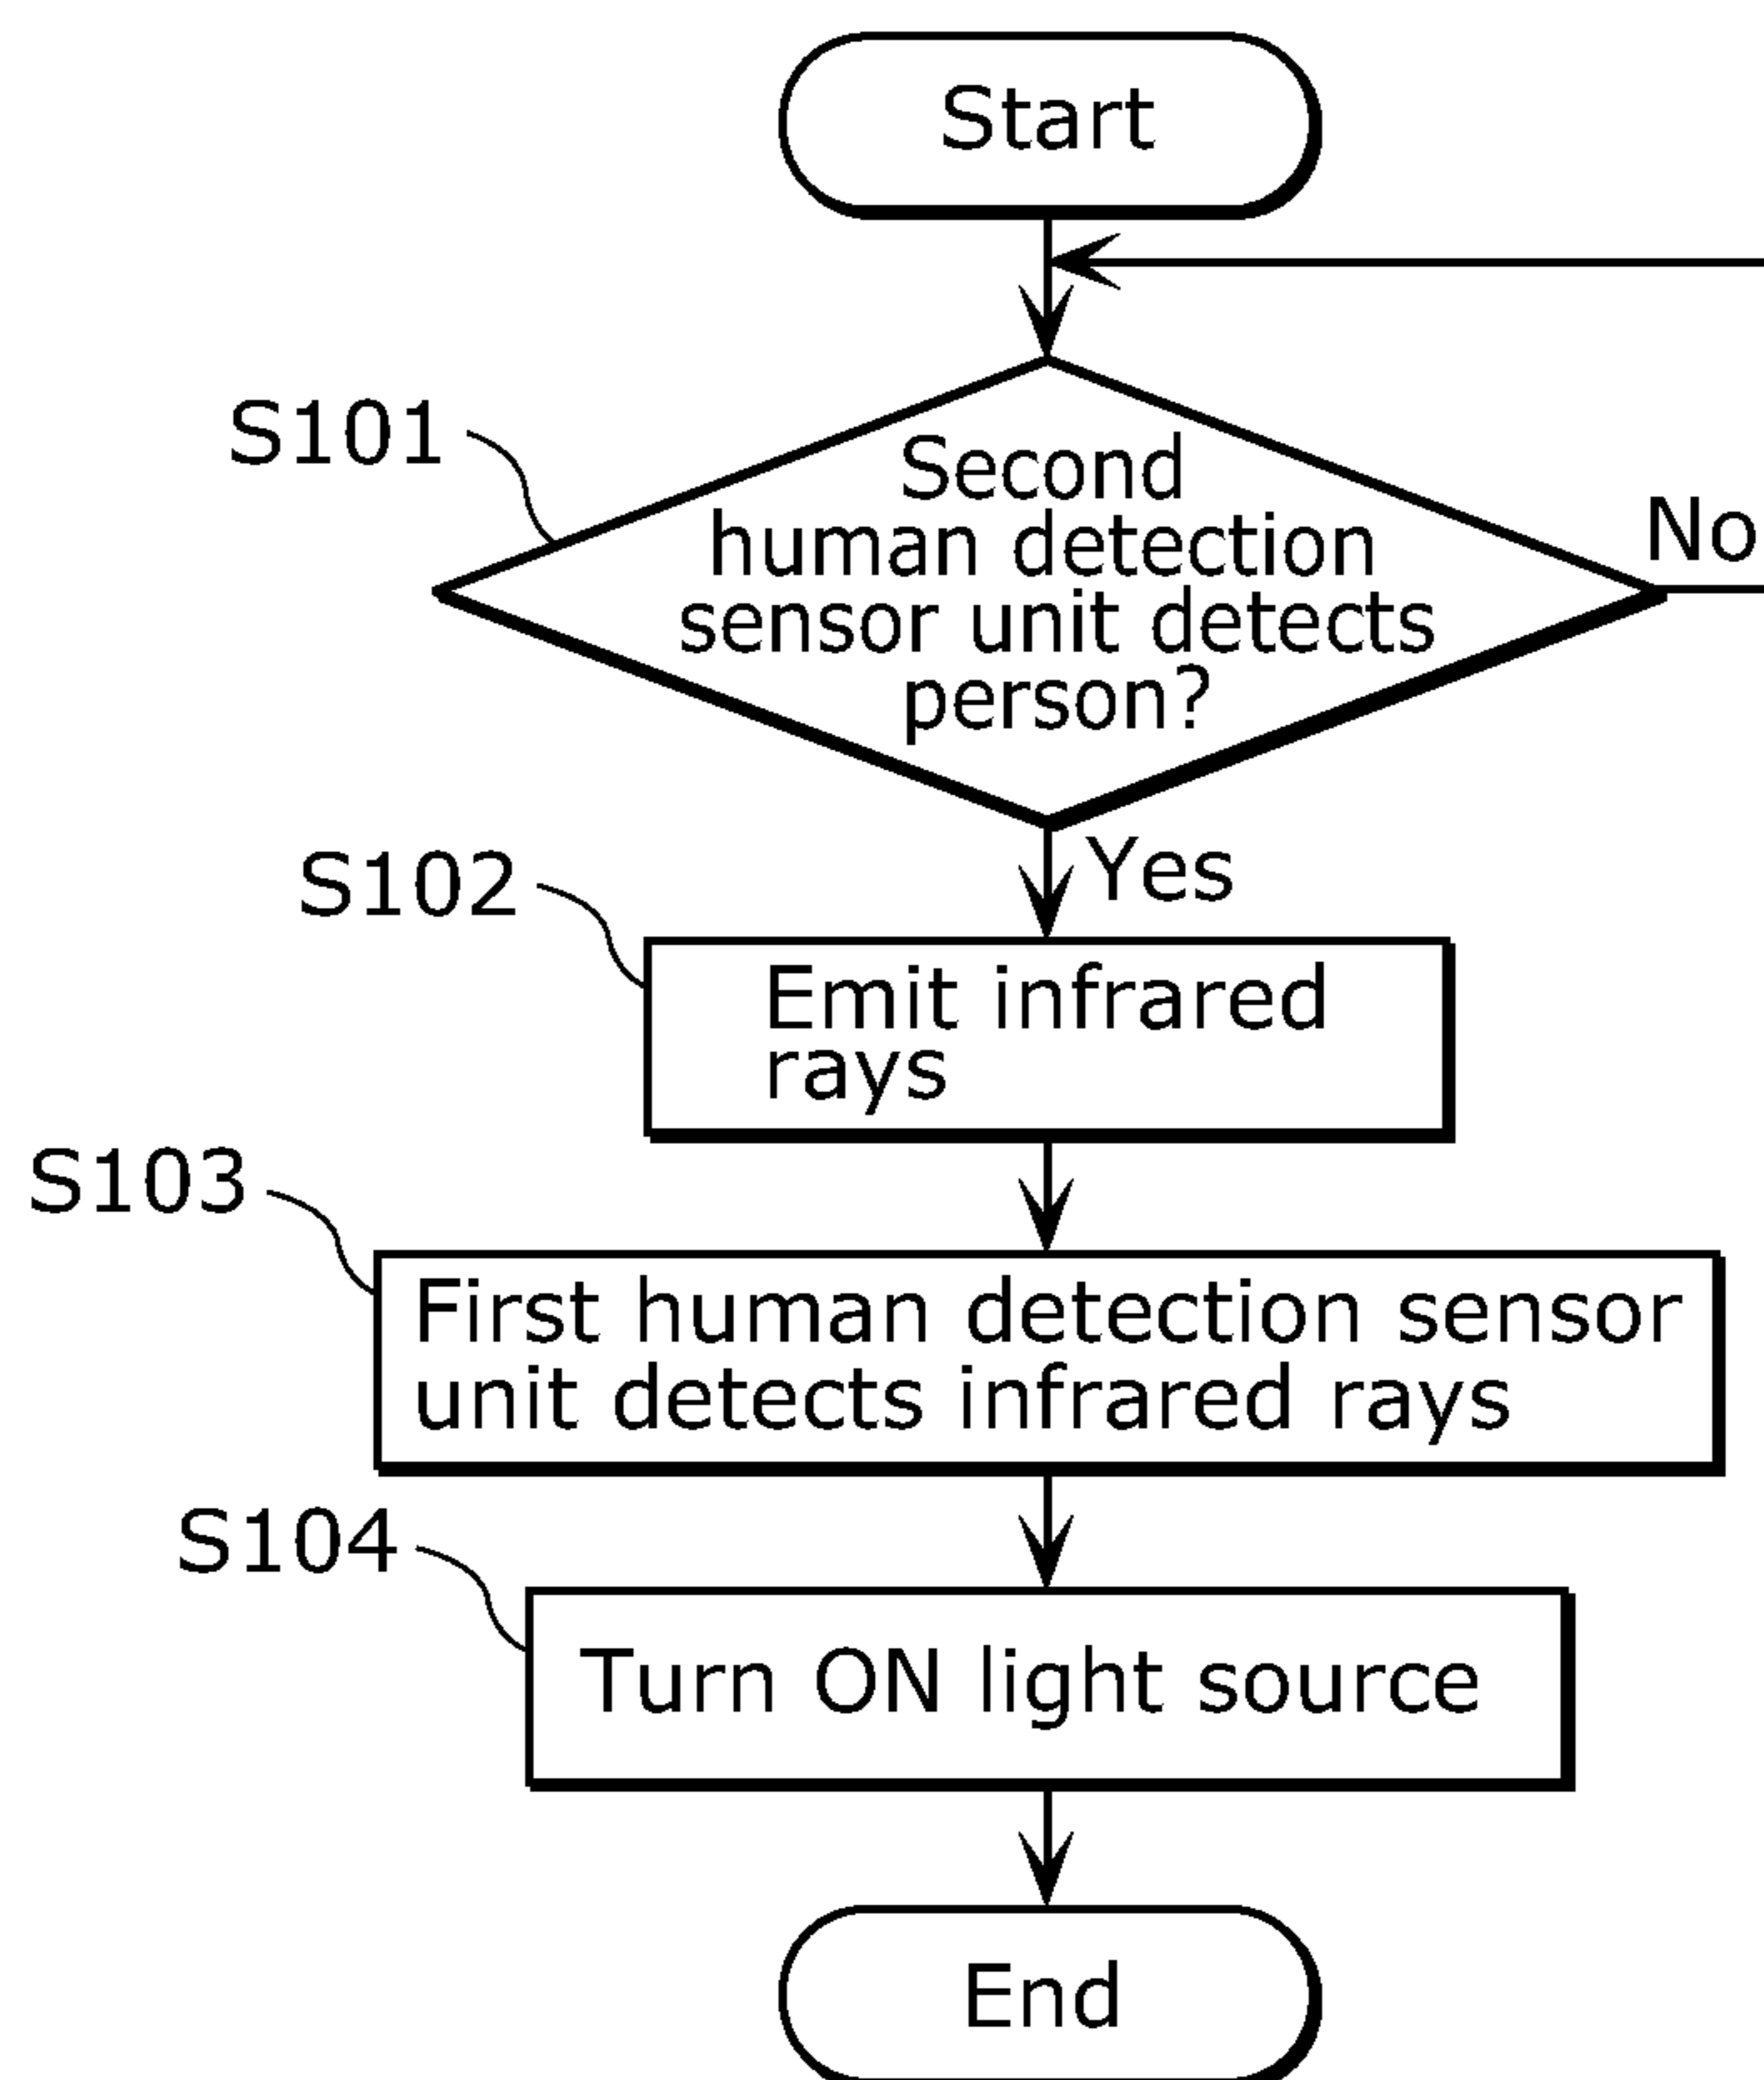 Start
S101
Second
human detection
sensor unit detects
person?
No
Yes
S102
Emit infrared
rays
S103
First human detection sensor
unit detects infrared rays
S104
Turn ON light source
End